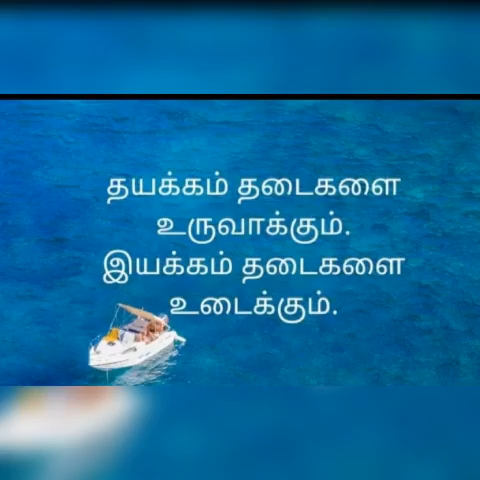 தயக்கம் தடைகளை
உருவாக்கும்.
இயக்கம் தடைகளை
உடைக்கும்.